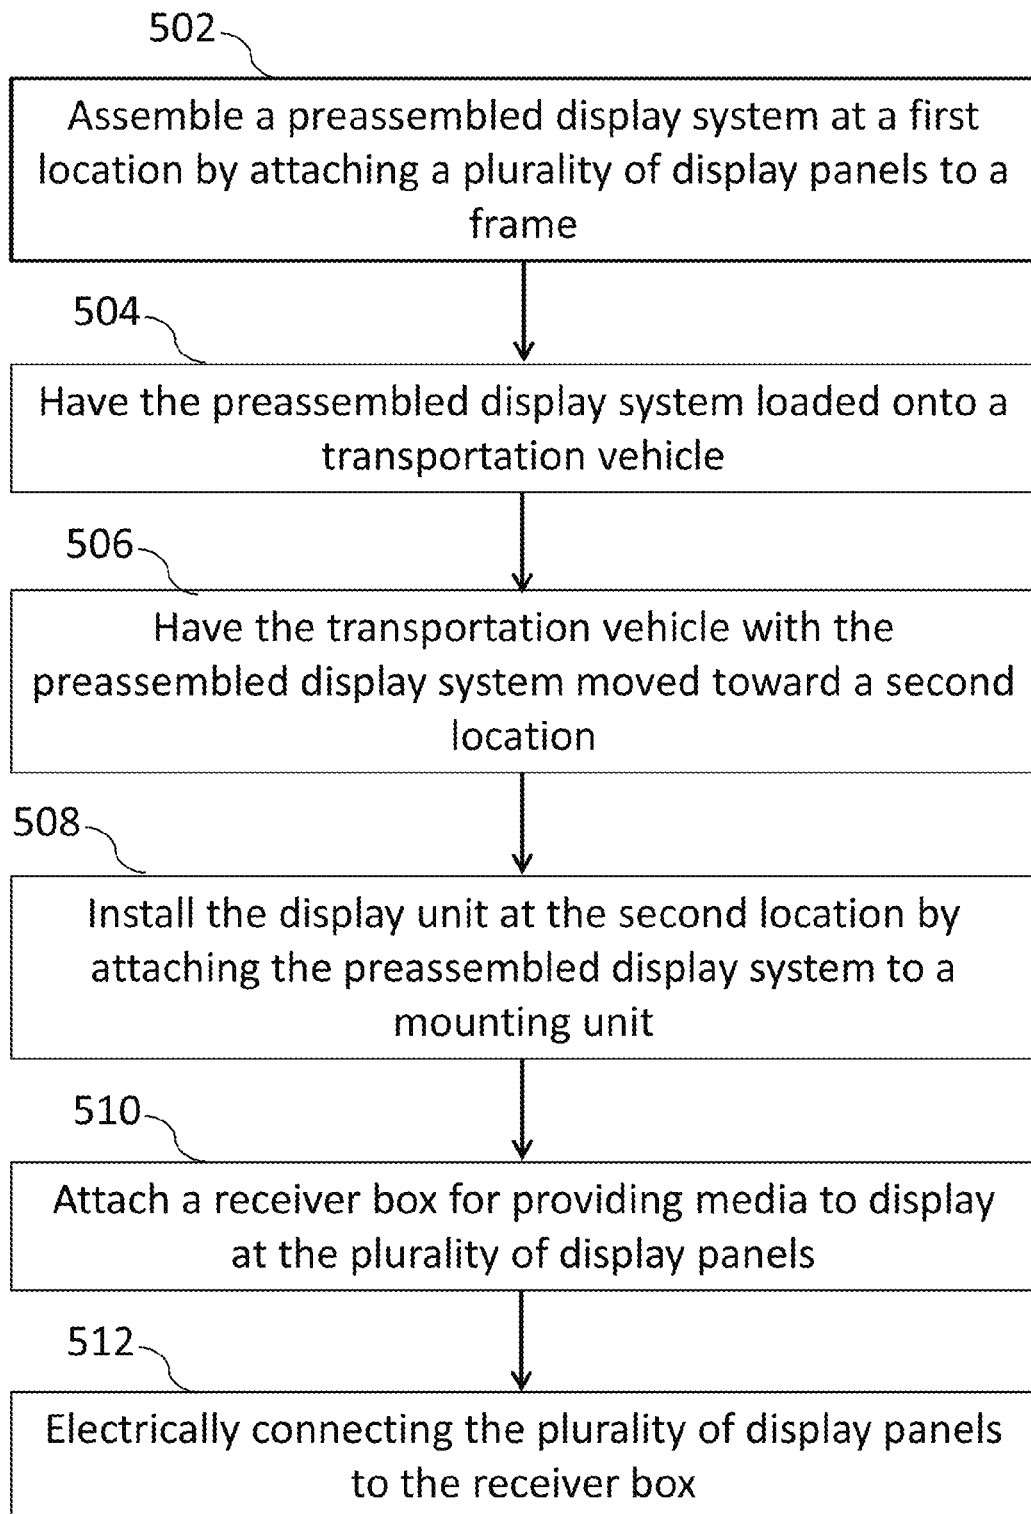 502
Assemble a preassembled display system at a first
location by attaching a plurality of display panels to a
frame
504
Have the preassembled display system loaded onto a
transportation vehicle
506
Have the transportation vehicle with the
preassembled display system moved toward a second
location
508
Install the display unit at the second location by
attaching the preassembled display system to a
mounting unit
510
Attach a receiver box for providing media to display
at the plurality of display panels
512
Electrically connecting the plurality of display panels
to the receiver box